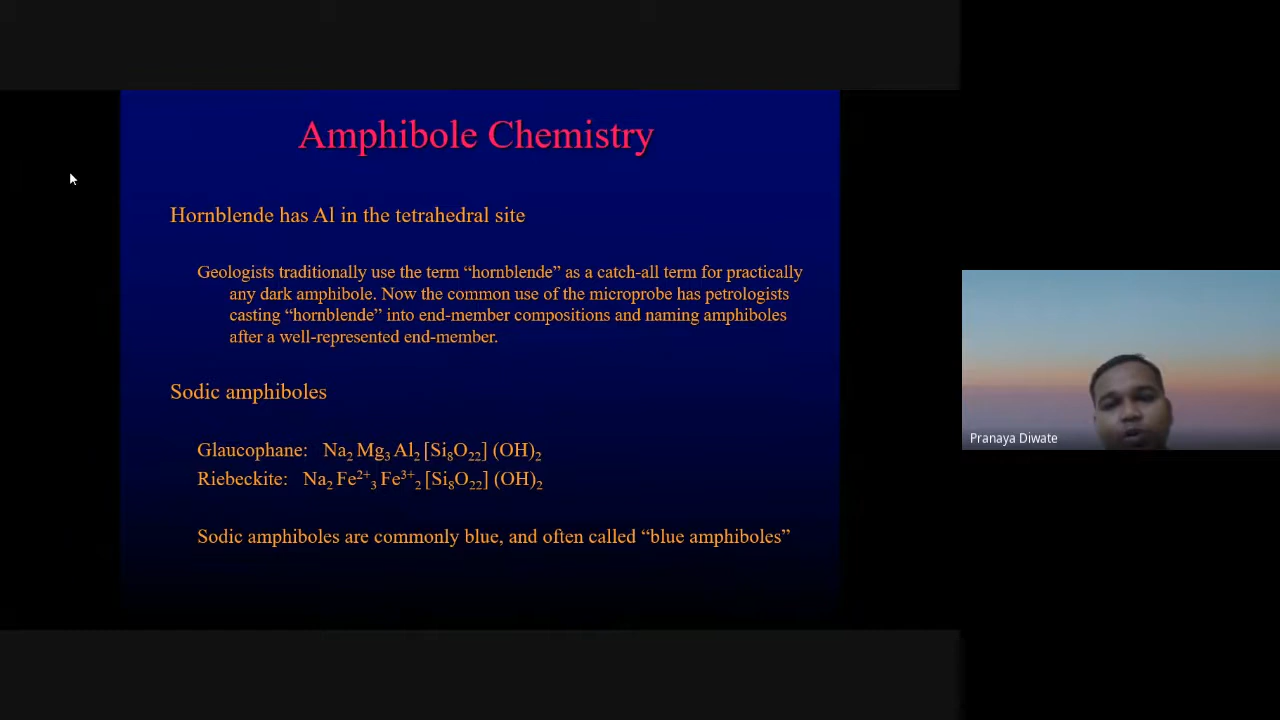 Amphibole Chemistry
Hornblende has Al in the tetrahedral site
Geologists traditionally use the term “hornblende” as a catch-all term for practically
any dark amphibole. Now the common use of the microprobe has petrologists
casting “hornblende” into end-member compositions and naming amphiboles
after a well-represented end-member.
Sodic amphiboles
Glaucophane: Na₂ Mg₃ Al₂ [Si₈O₂₂] (OH)₂
Riebeckite: Na₂ Fe²⁺₃ Fe³⁺₂ [Si₈O₂₂] (OH)₂
Sodic amphiboles are commonly blue, and often called “blue amphiboles”
Pranaya Diwate